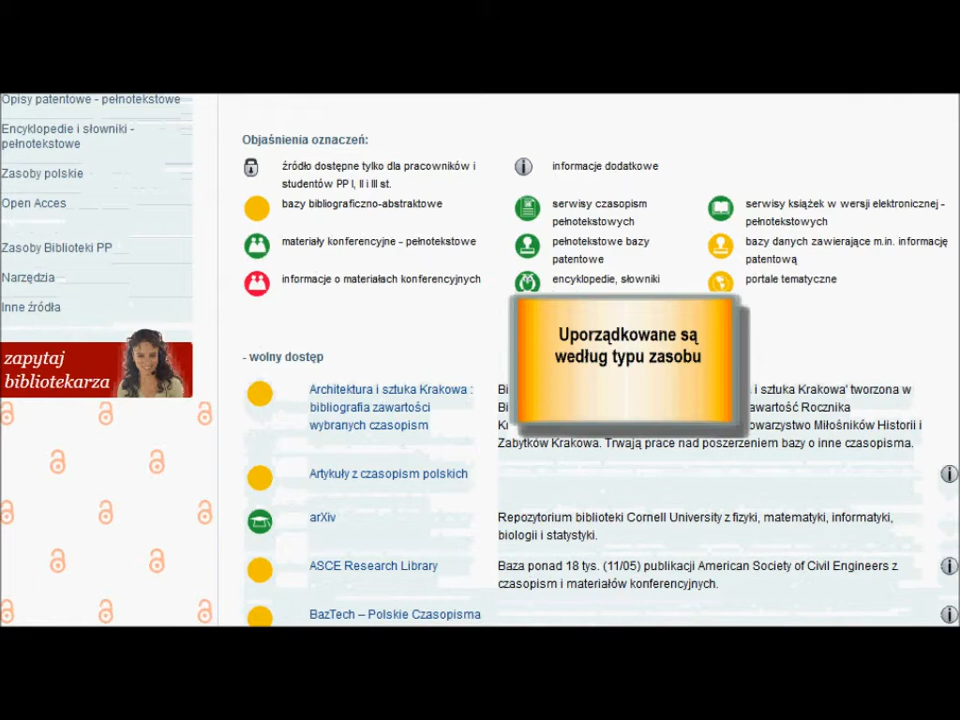 Opisy patentowe - pełnotekstowe
Encyklopedie i słowniki -
pełnotekstowe
Zasoby polskie
Open Acces
Zasoby Biblioteki PP
Narzędzia
Inne źródła
zapytaj
bibliotekarza
Objaśnienia oznaczeń:
źródło dostępne tylko dla pracowników i
studentów PP I, II i III st.
informacje dodatkowe
bazy bibliograficzno-abstraktowe
serwisy czasopism
pełnotekstowych
serwisy książek w wersji elektronicznej -
pełnotekstowych
materiały konferencyjne - pełnotekstowe
pełnotekstowe bazy
patentowe
bazy danych zawierające m.in. informację
patentową
informacje o materiałach konferencyjnych
encyklopedie, słowniki
portale tematyczne
Uporządkowane są
według typu zasobu
- wolny dostęp
Architektura i sztuka Krakowa :
bibliografia zawartości
wybranych czasopism
i sztuka Krakowa' tworzona w
Rocznika
Miłośników Historii i
Zabytków Krakowa. Trwają prace nad poszerzeniem bazy o inne czasopisma.
Artykuły z czasopism polskich
arXiv
Repozytorium biblioteki Cornell University z fizyki, matematyki, informatyki,
biologii i statystyki.
ASCE Research Library
Baza ponad 18 tys. (11/05) publikacji American Society of Civil Engineers z
czasopism i materiałów konferencyjnych.
BazTech – Polskie Czasopisma